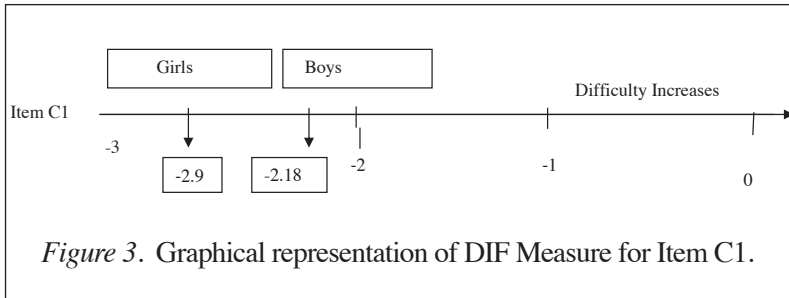 Girls Boys
Difficulty Increases
Item C1
-3 -2 -1 0
-2.9 -2.18
Figure 3. Graphical representation of DIF Measure for Item C1.